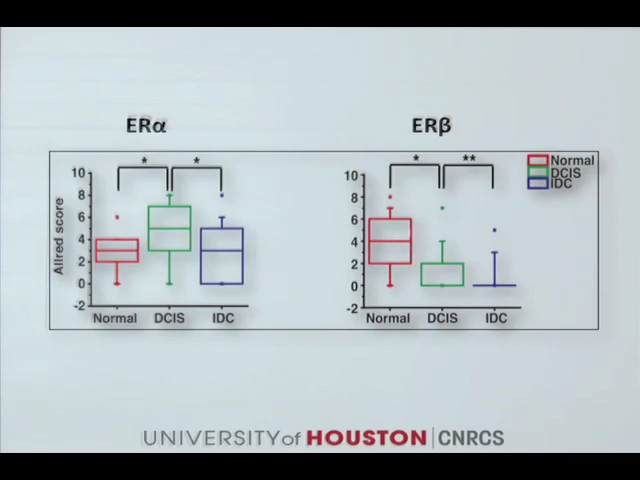 ERα
ERβ
* *
* **
Normal
DCIS
IDC
Allred score
10
8
6
4
2
0
-2
Normal DCIS IDC
10
8
6
4
2
0
-2
Normal DCIS IDC
UNIVERSITY of HOUSTON | CNRCS